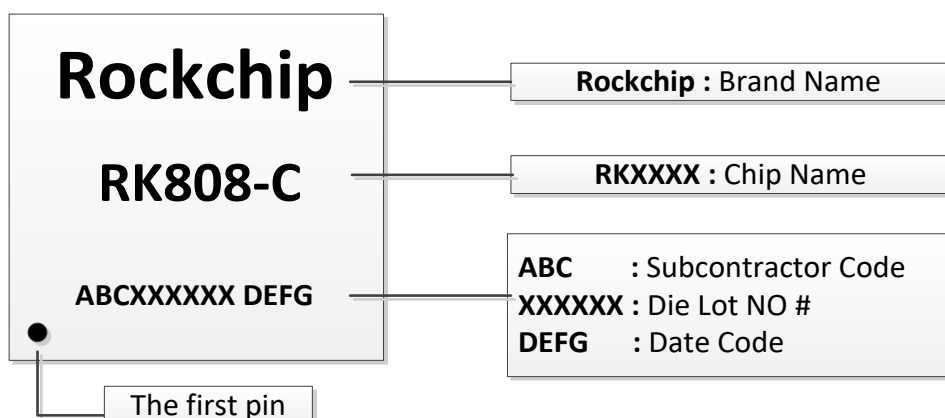 Rockchip
RK808-C
ABCXXXXXX DEFG
The first pin
Rockchip : Brand Name
RKXXXX : Chip Name
ABC : Subcontractor Code
XXXXXX : Die Lot NO #
DEFG : Date Code